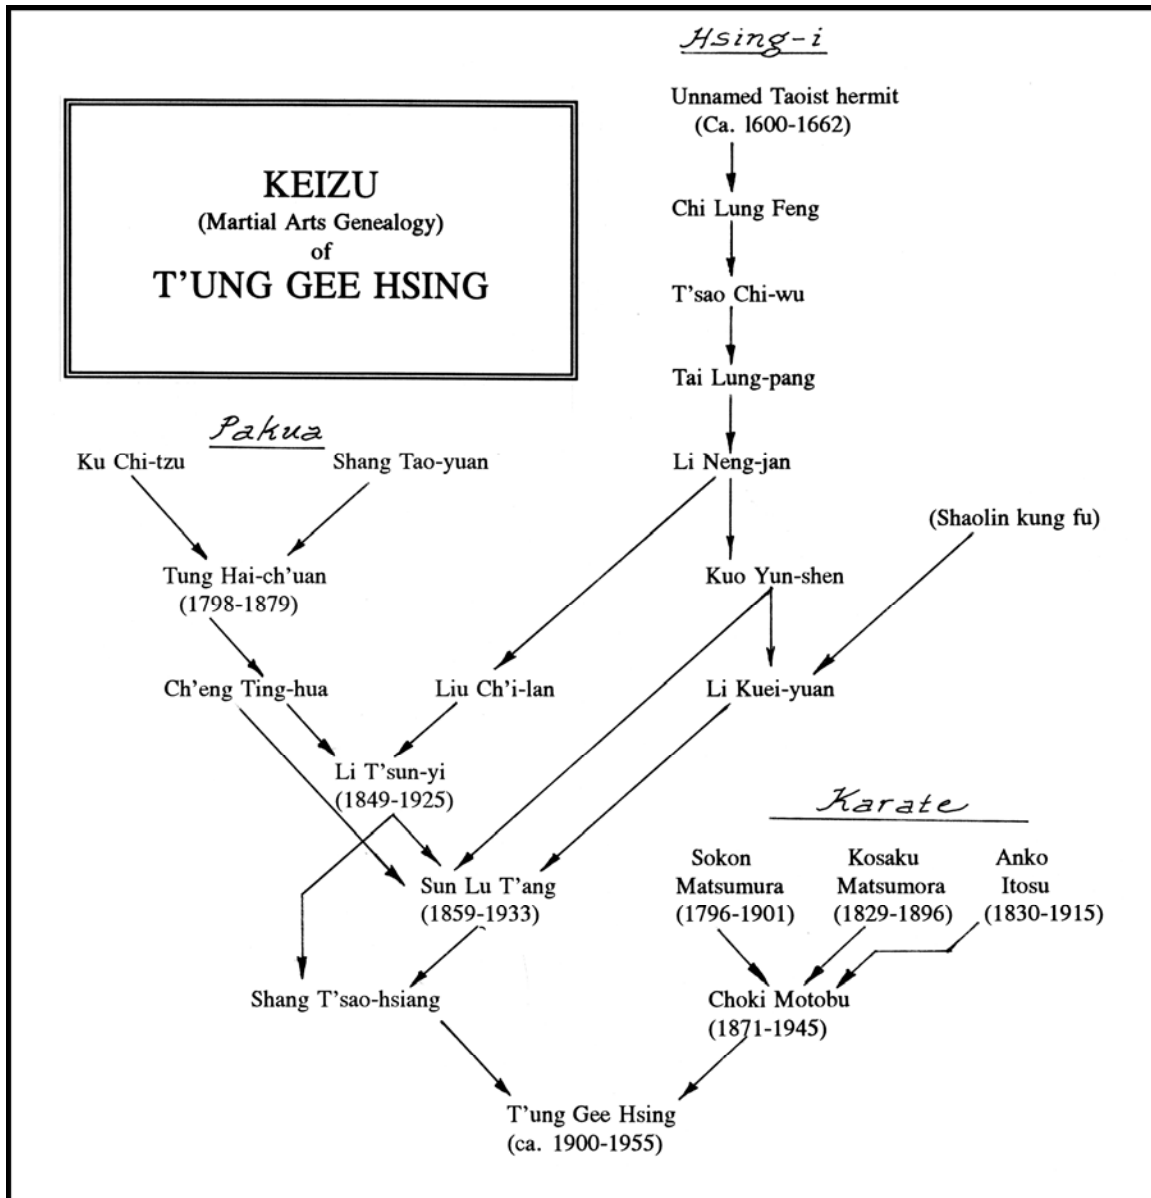 Hsing-i
Unnamed Taoist hermit
(Ca. l600-1662)
KEIZU
(Martial Arts Genealogy)
of
T'UNG GEE HSING
Chi Lung Feng
T'sao Chi-wu
Tai Lung-pang
Pakua
Ku Chi-tzu
Shang Tao-yuan
Li Neng-jan
(Shaolin kung fu)
Tung Hai-ch'uan
(1798-1879)
Kuo Yun-shen
Ch'eng Ting-hua
Liu Ch'i-lan
Li Kuei-yuan
Li T'sun-yi
(1849-1925)
Karate
Sokon
Matsumura
(1796-1901)
Kosaku
Matsumora
(1829-1896)
Anko
Itosu
(1830-1915)
Sun Lu T'ang
(1859-1933)
Shang T'sao-hsiang
Choki Motobu
(1871-1945)
T'ung Gee Hsing
(ca. 1900-1955)